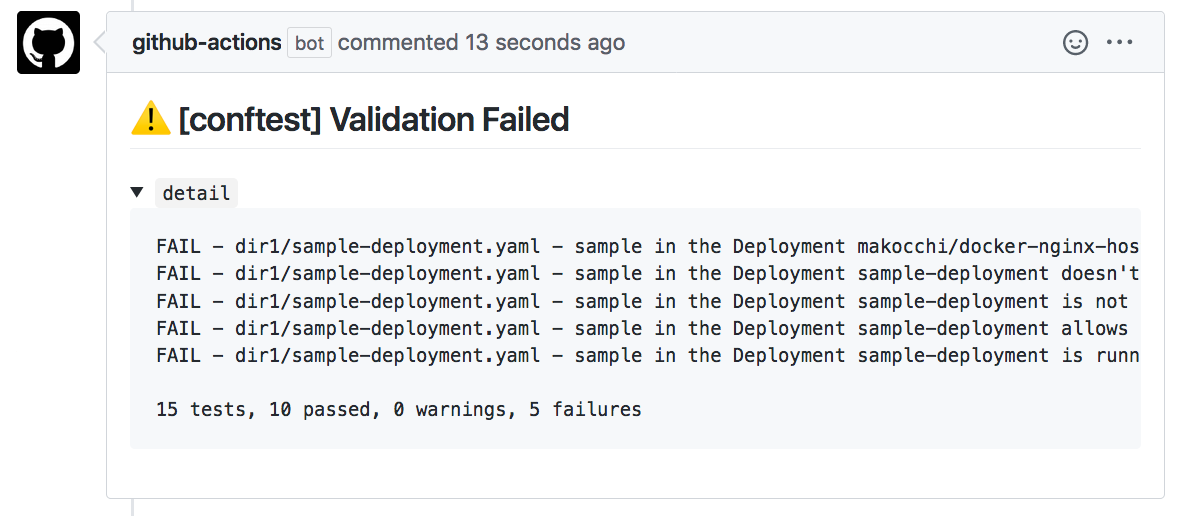 github-actions bot commented 13 seconds ago
[conftest] Validation Failed
detail
FAIL - dir1/sample-deployment.yaml - sample in the Deployment makocchi/docker-nginx-hos
FAIL - dir1/sample-deployment.yaml - sample in the Deployment sample-deployment doesn't
FAIL - dir1/sample-deployment.yaml - sample in the Deployment sample-deployment is not
FAIL - dir1/sample-deployment.yaml - sample in the Deployment sample-deployment allows
FAIL - dir1/sample-deployment.yaml - sample in the Deployment sample-deployment is runn
15 tests, 10 passed, 0 warnings, 5 failures